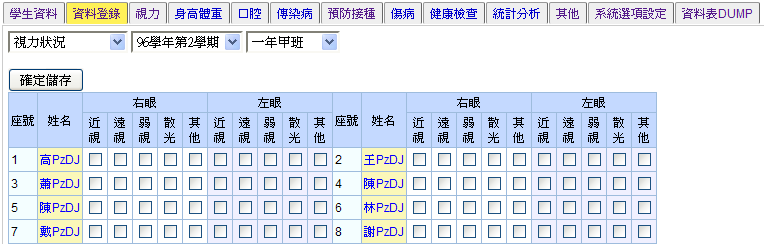 學生資料 資料登錄 視力 身高體重 口腔 傳染病 預防接種 傷病 健康檢查 統計分析 其他 系統選項設定 資料表DUMP
視力狀況 96學年第2學期 一年甲班
確定儲存
座號 姓名 右眼 左眼 座號 姓名 右眼 左眼
近視 遠視 弱視 散光 其他 近視 遠視 弱視 散光 其他 近視 遠視 弱視 散光 其他 近視 遠視 弱視 散光 其他
1 高PzDJ 2 王PzDJ
3 蕭PzDJ 4 陳PzDJ
5 陳PzDJ 6 林PzDJ
7 戴PzDJ 8 謝PzDJ